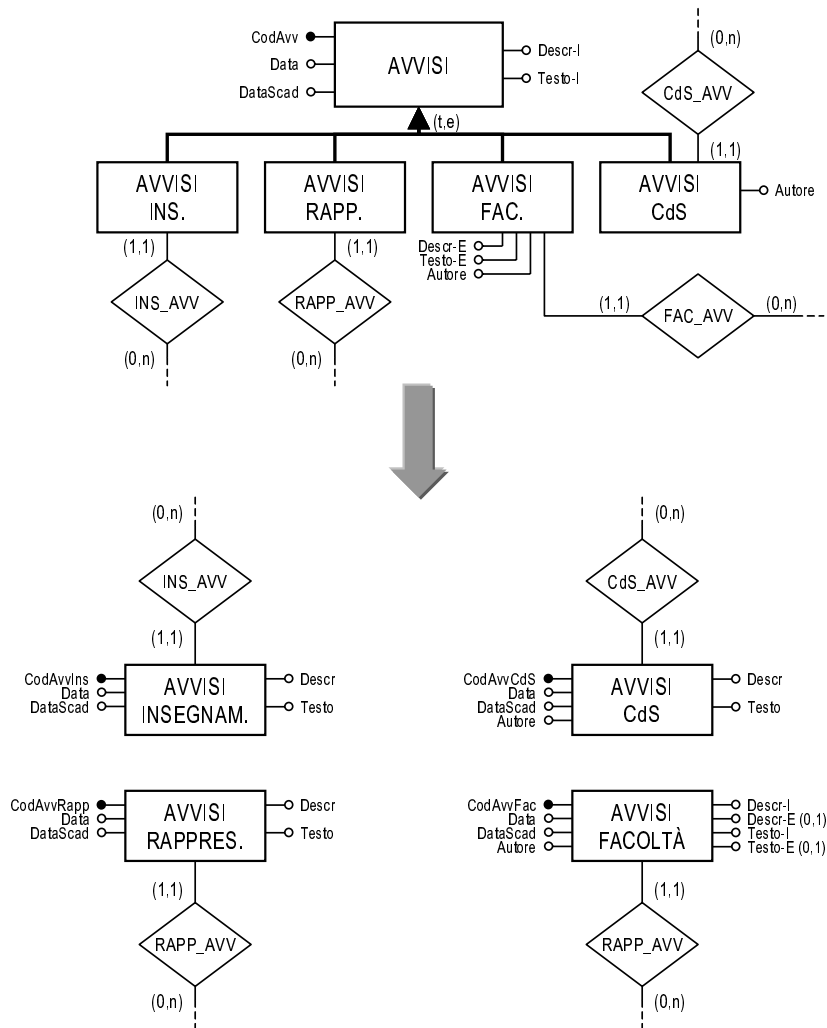 (0,n)
CodAvv
Data
DataScad
AVVISI
Descr-I
Testo-I
CdS_AVV
(t,e)
(1,1)
AVVISI
INS.
AVVISI
RAPP.
AVVISI
FAC.
AVVISI
CdS
Autore
(1,1)
(1,1)
Descr-E
Testo-E
Autore
INS_AVV
RAPP_AVV
(1,1)
FAC_AVV
(0,n)
(0,n)
(0,n)
(0,n)
INS_AVV
(1,1)
CodAvvIns
Data
DataScad
AVVISI
INSEGNAM.
Descr
Testo
(0,n)
CdS_AVV
(1,1)
CodAvvCdS
Data
DataScad
Autore
AVVISI
CdS
Descr
Testo
CodAvvRapp
Data
DataScad
AVVISI
RAPPRES.
Descr
Testo
(1,1)
RAPP_AVV
(0,n)
CodAvvFac
Data
DataScad
Autore
AVVISI
FACOLTÀ
Descr-I
Descr-E (0,1)
Testo-I
Testo-E (0,1)
(1,1)
RAPP_AVV
(0,n)